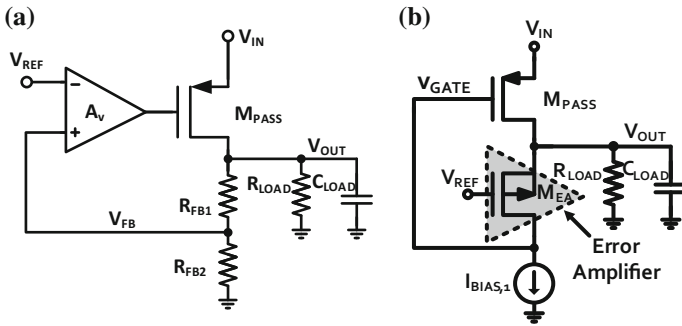 (a)
V_IN
V_REF
−
A_v
+
M_PASS
V_OUT
R_LOAD
C_LOAD
R_FB1
V_FB
R_FB2
(b)
V_IN
V_GATE
M_PASS
V_OUT
V_REF
M_EA
R_LOAD
C_LOAD
Error
Amplifier
I_BIAS,1